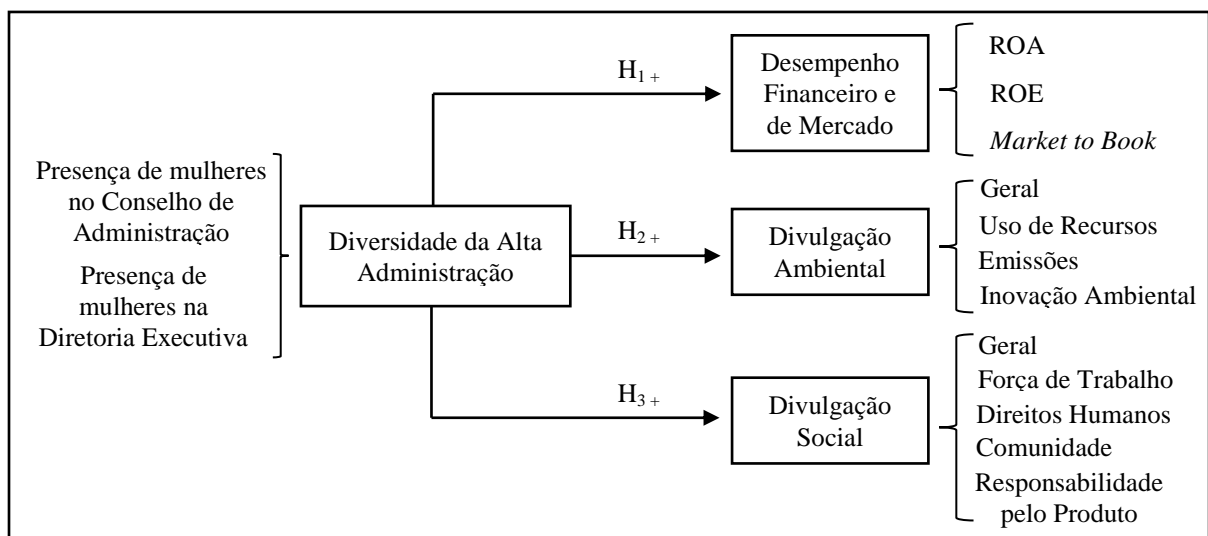 Presença de mulheres
no Conselho de
Administração
Presença de
mulheres na
Diretoria Executiva
Diversidade da Alta
Administração
H1 +
Desempenho
Financeiro e
de Mercado
ROA
ROE
Market to Book
H2 +
Divulgação
Ambiental
Geral
Uso de Recursos
Emissões
Inovação Ambiental
H3 +
Divulgação
Social
Geral
Força de Trabalho
Direitos Humanos
Comunidade
Responsabilidade
pelo Produto